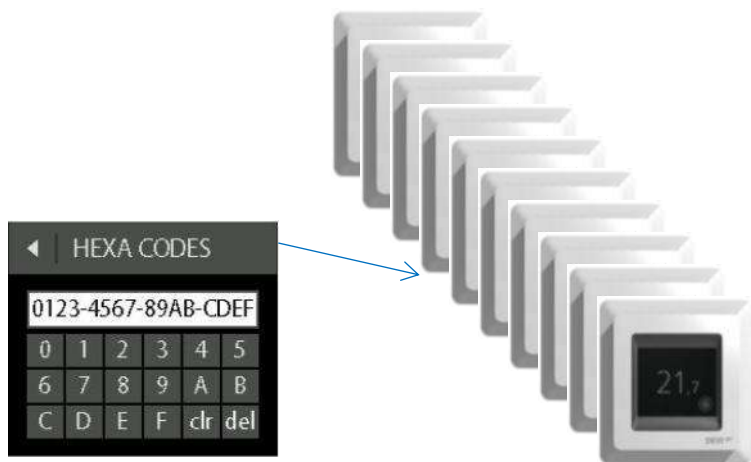 HEXA CODES
0123-4567-89AB-CDEF
0 1 2 3 4 5
6 7 8 9 A B
C D E F clr del
21.7